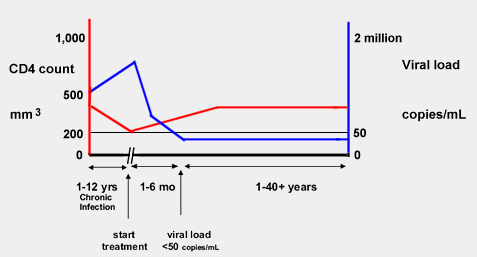 1,000
2 million
CD4 count
Viral load
500
mm 3
copies/mL
200
50
0
0
1-12 yrs
1-6 mo
1-40+ years
Chronic
Infection
start
treatment
viral load
<50 copies/mL